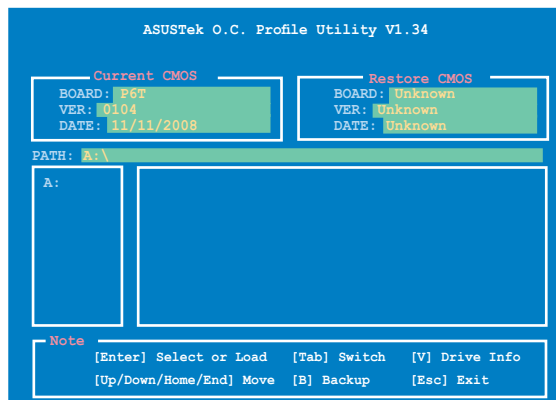 ASUSTek O.C. Profile Utility V1.34
Current CMOS
BOARD: P6T
VER: 0104
DATE: 11/11/2008
Restore CMOS
BOARD: Unknown
VER: Unknown
DATE: Unknown
PATH: A:\
A:
Note
[Enter] Select or Load [Tab] Switch [V] Drive Info
[Up/Down/Home/End] Move [B] Backup [Esc] Exit